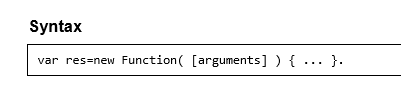 Syntax
var res=new Function( [arguments] ) { ... }.